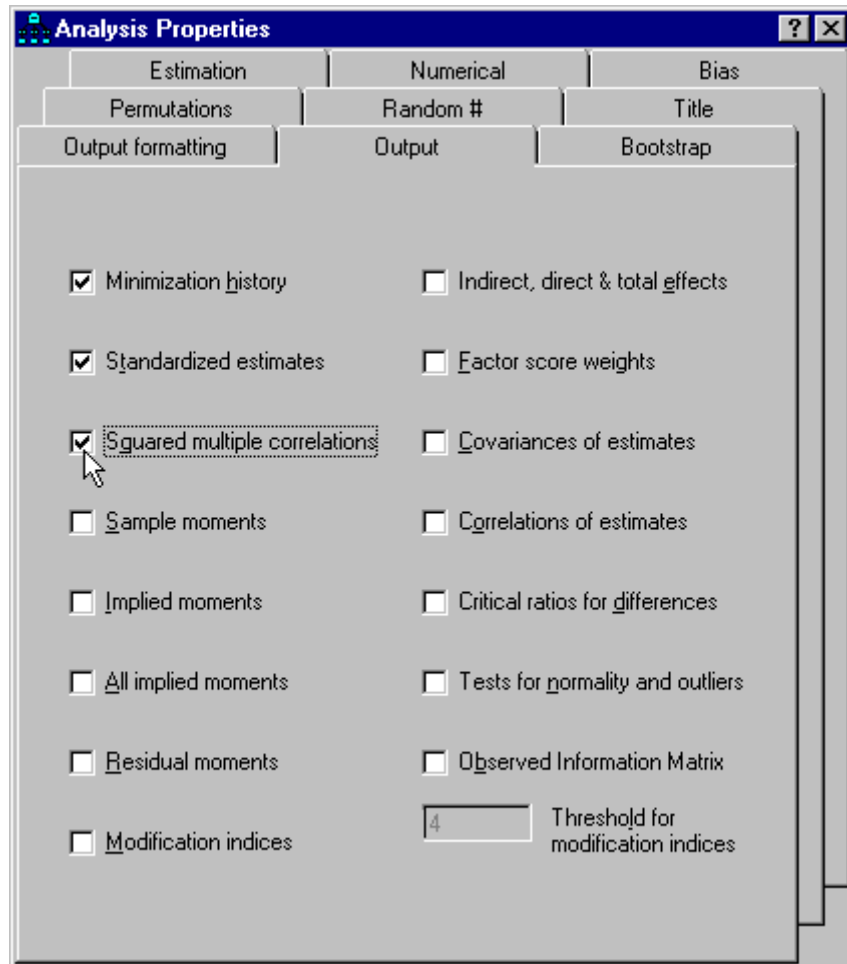 Analysis Properties
Estimation
Numerical
Bias
Permutations
Random #
Title
Output formatting
Output
Bootstrap
Minimization history
Indirect, direct & total effects
Standardized estimates
Factor score weights
Squared multiple correlations
Covariances of estimates
Sample moments
Correlations of estimates
Implied moments
Critical ratios for differences
All implied moments
Tests for normality and outliers
Residual moments
Observed Information Matrix
Modification indices
4
Threshold for
modification indices